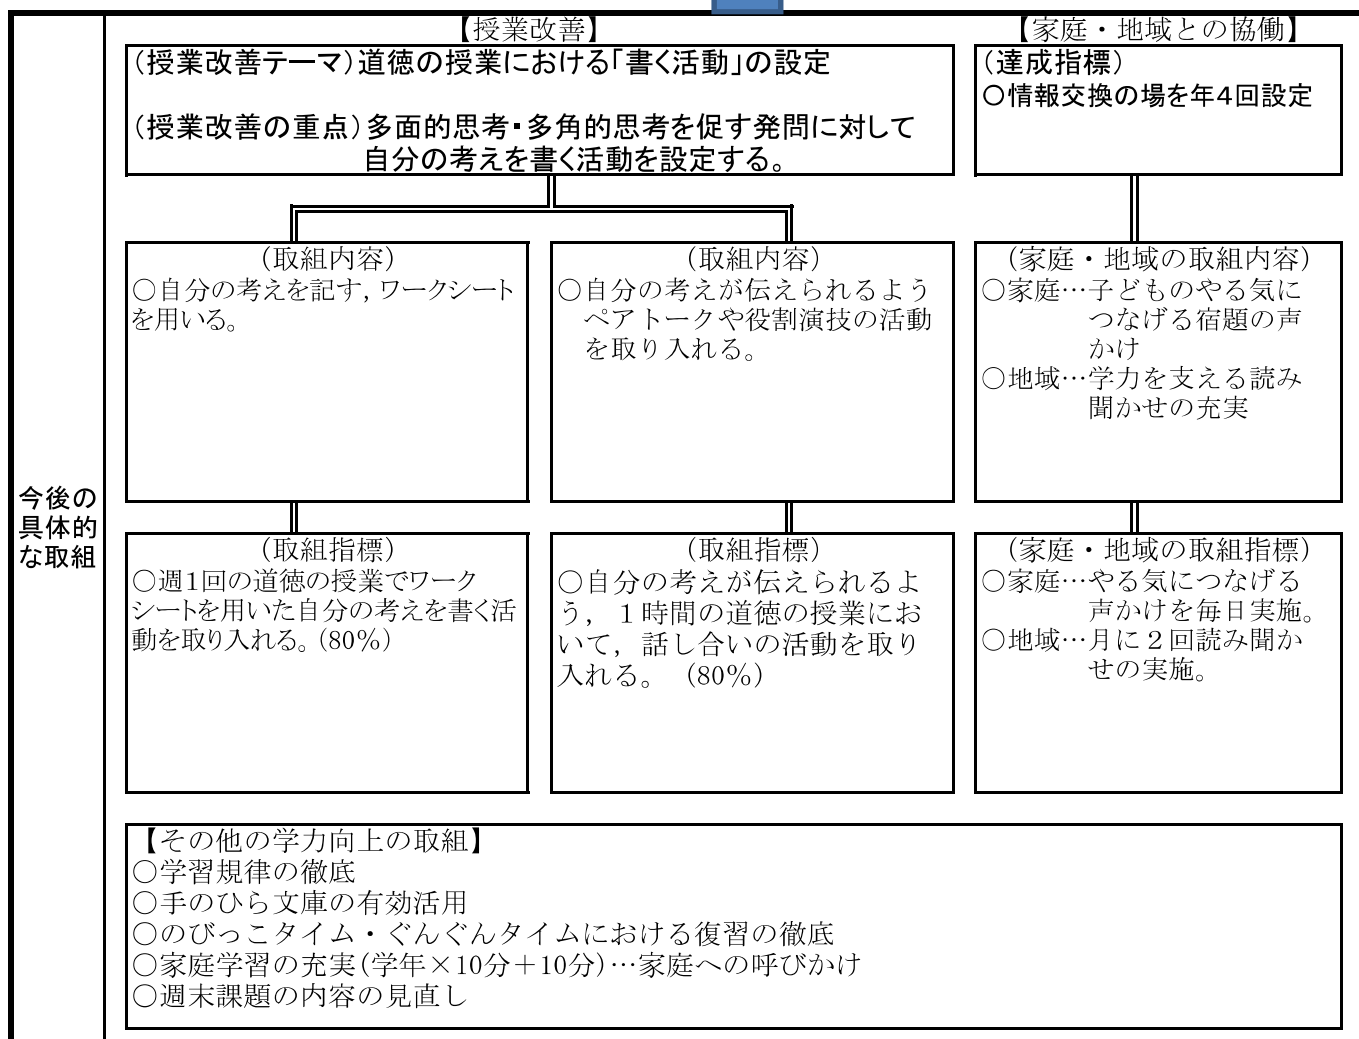 今後の
具体的
な取組
【授業改善】
(授業改善テーマ)道徳の授業における「書く活動」の設定
(授業改善の重点)多面的思考・多角的思考を促す発問に対して
自分の考えを書く活動を設定する。
(取組内容)
○自分の考えを記す,ワークシート
を用いる。
(取組内容)
○自分の考えが伝えられるよう
ペアトークや役割演技の活動
を取り入れる。
(取組指標)
○週1回の道徳の授業でワーク
シートを用いた自分の考えを書く活
動を取り入れる。(80%)
(取組指標)
○自分の考えが伝えられるよ
う，１時間の道徳の授業にお
いて，話し合いの活動を取り
入れる。 (80%)
【家庭・地域との協働】
(達成指標)
○情報交換の場を年4回設定
(家庭・地域の取組内容)
○家庭…子どものやる気に
つなげる宿題の声
かけ
○地域…学力を支える読み
聞かせの充実
(家庭・地域の取組指標)
○家庭…やる気につなげる
声かけを毎日実施。
○地域…月に２回読み聞か
せの実施。
【その他の学力向上の取組】
○学習規律の徹底
○手のひら文庫の有効活用
○のびっこタイム・ぐんぐんタイムにおける復習の徹底
○家庭学習の充実(学年×10分＋10分)…家庭への呼びかけ
○週末課題の内容の見直し